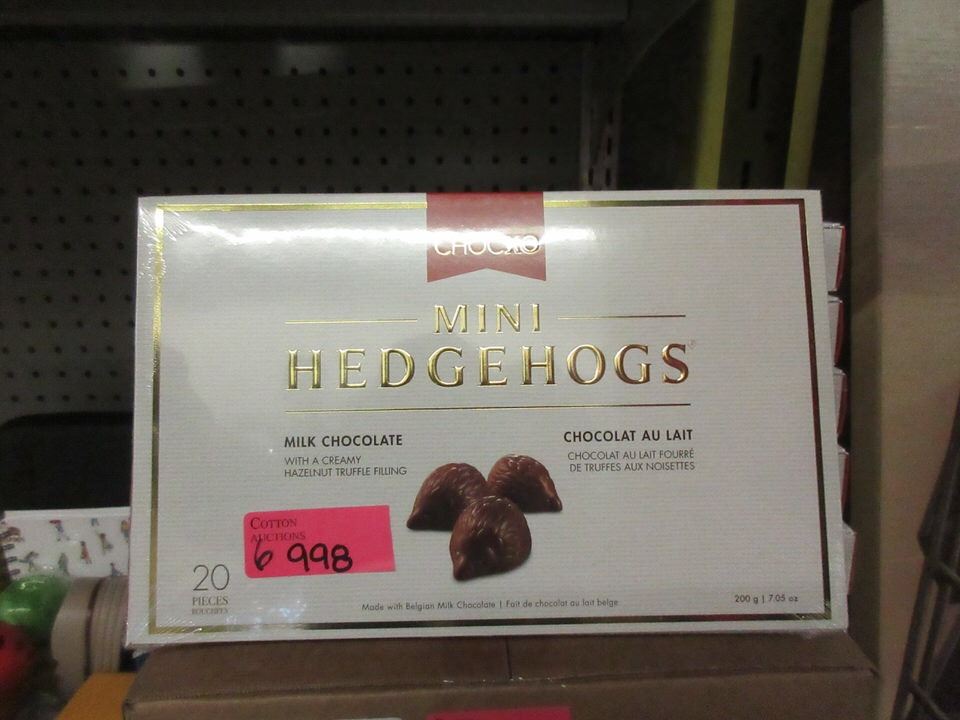 CHOCXO
MINI
HEDGEHOGS
MILK CHOCOLATE
WITH A CREAMY
HAZELNUT TRUFFLE FILLING
CHOCOLAT AU LAIT
CHOCOLAT AU LAIT FOURRÉ
DE TRUFFES AUX NOISETTES
COTTON
AUCTIONS
6 998
20
PIECES
BOUCHÉES
Made with Belgian Milk Chocolate | Fait de chocolat au lait belge
200 g | 7.05 oz